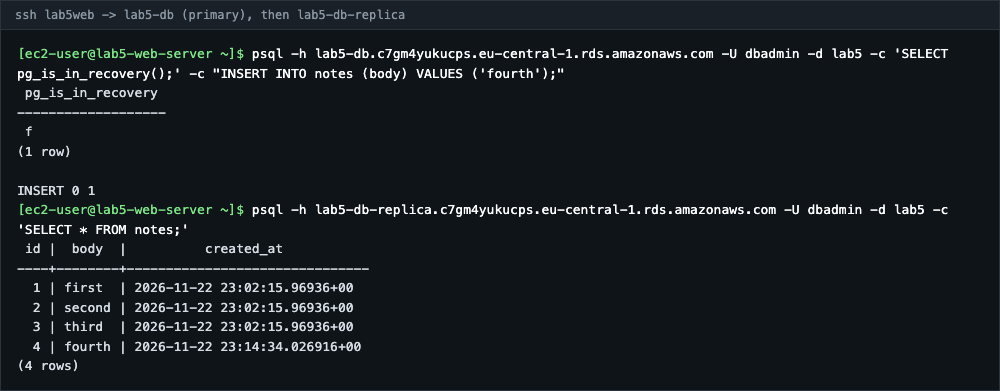 ssh lab5web -> lab5-db (primary), then lab5-db-replica
[ec2-user@lab5-web-server ~]$ psql -h lab5-db.c7gm4yukucps.eu-central-1.rds.amazonaws.com -U dbadmin -d lab5 -c 'SELECT
pg_is_in_recovery();' -c "INSERT INTO notes (body) VALUES ('fourth');"
 pg_is_in_recovery
-------------------
 f
(1 row)

INSERT 0 1
[ec2-user@lab5-web-server ~]$ psql -h lab5-db-replica.c7gm4yukucps.eu-central-1.rds.amazonaws.com -U dbadmin -d lab5 -c
'SELECT * FROM notes;'
 id |  body  |          created_at
----+--------+-------------------------------
  1 | first  | 2026-11-22 23:02:15.96936+00
  2 | second | 2026-11-22 23:02:15.96936+00
  3 | third  | 2026-11-22 23:02:15.96936+00
  4 | fourth | 2026-11-22 23:14:34.026916+00
(4 rows)